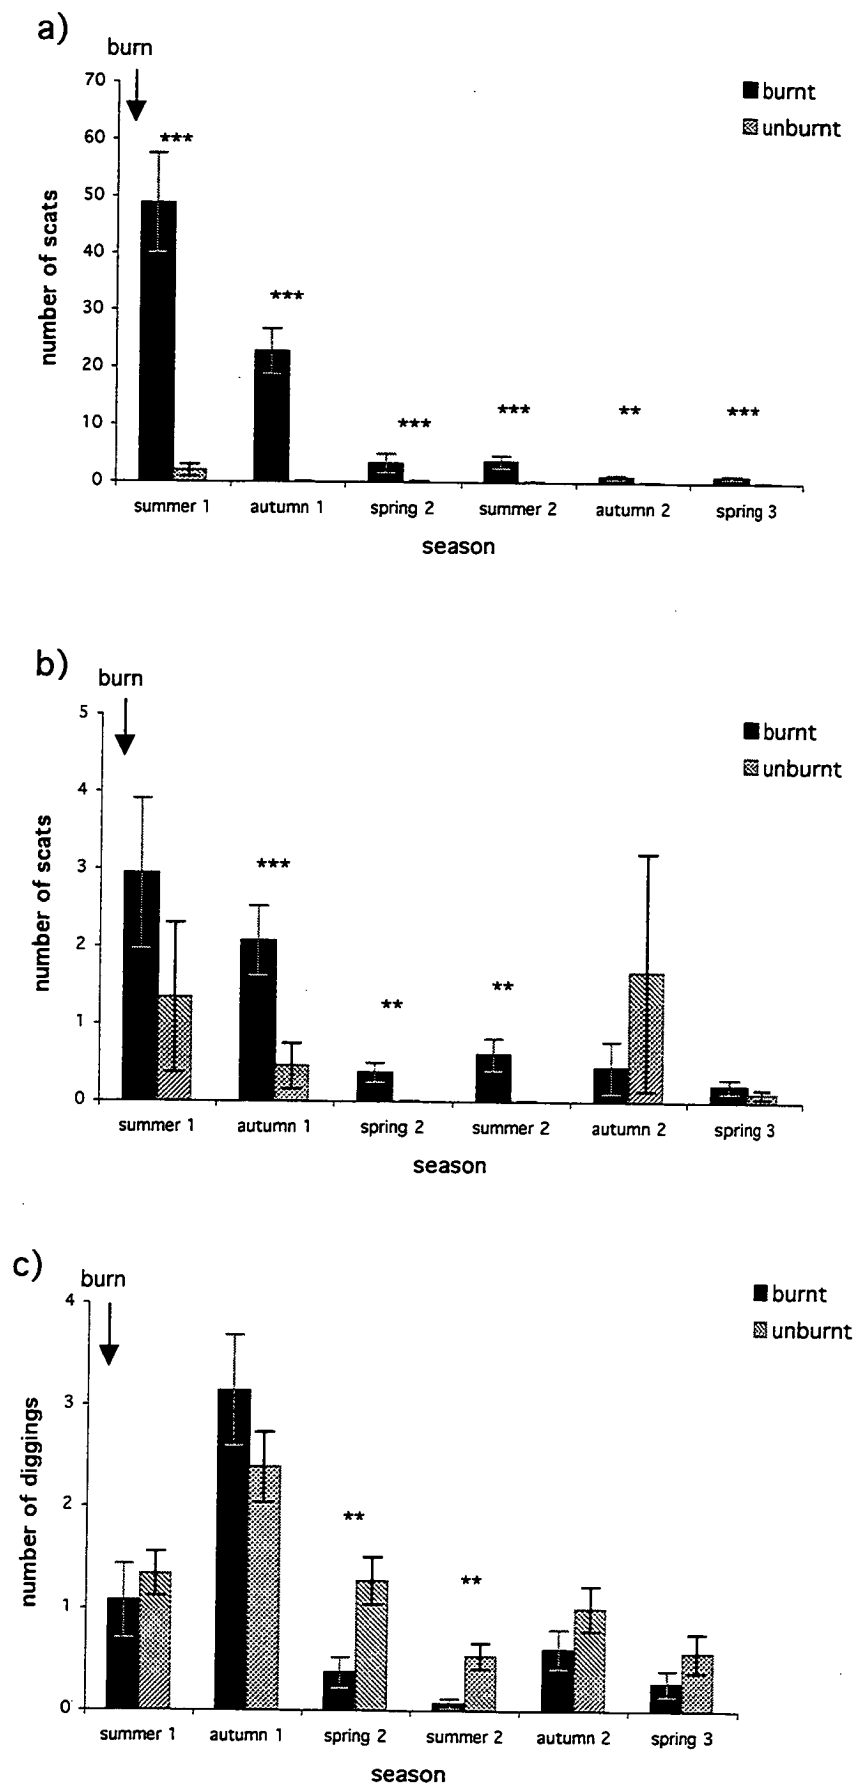 a)
burn
70
60
50
40
30
20
10
0
number of scats
***
***
***
***
**
***
burnt
unburnt
summer 1 autumn 1 spring 2 summer 2 autumn 2 spring 3
season
b)
burn
5
4
3
2
1
0
number of scats
***
**
**
burnt
unburnt
summer 1 autumn 1 spring 2 summer 2 autumn 2 spring 3
season
c)
burn
4
3
2
1
0
number of diggings
**
**
burnt
unburnt
summer 1 autumn 1 spring 2 summer 2 autumn 2 spring 3
season